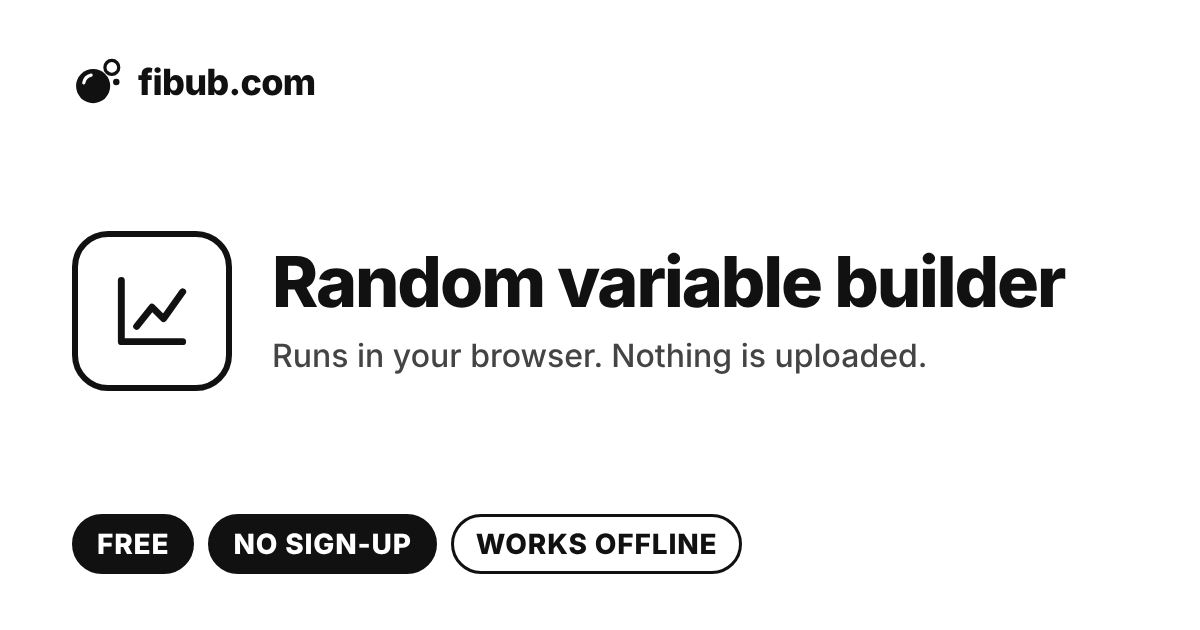 fibub.com
Random variable builder
Runs in your browser. Nothing is uploaded.
FREE NO SIGN-UP WORKS OFFLINE